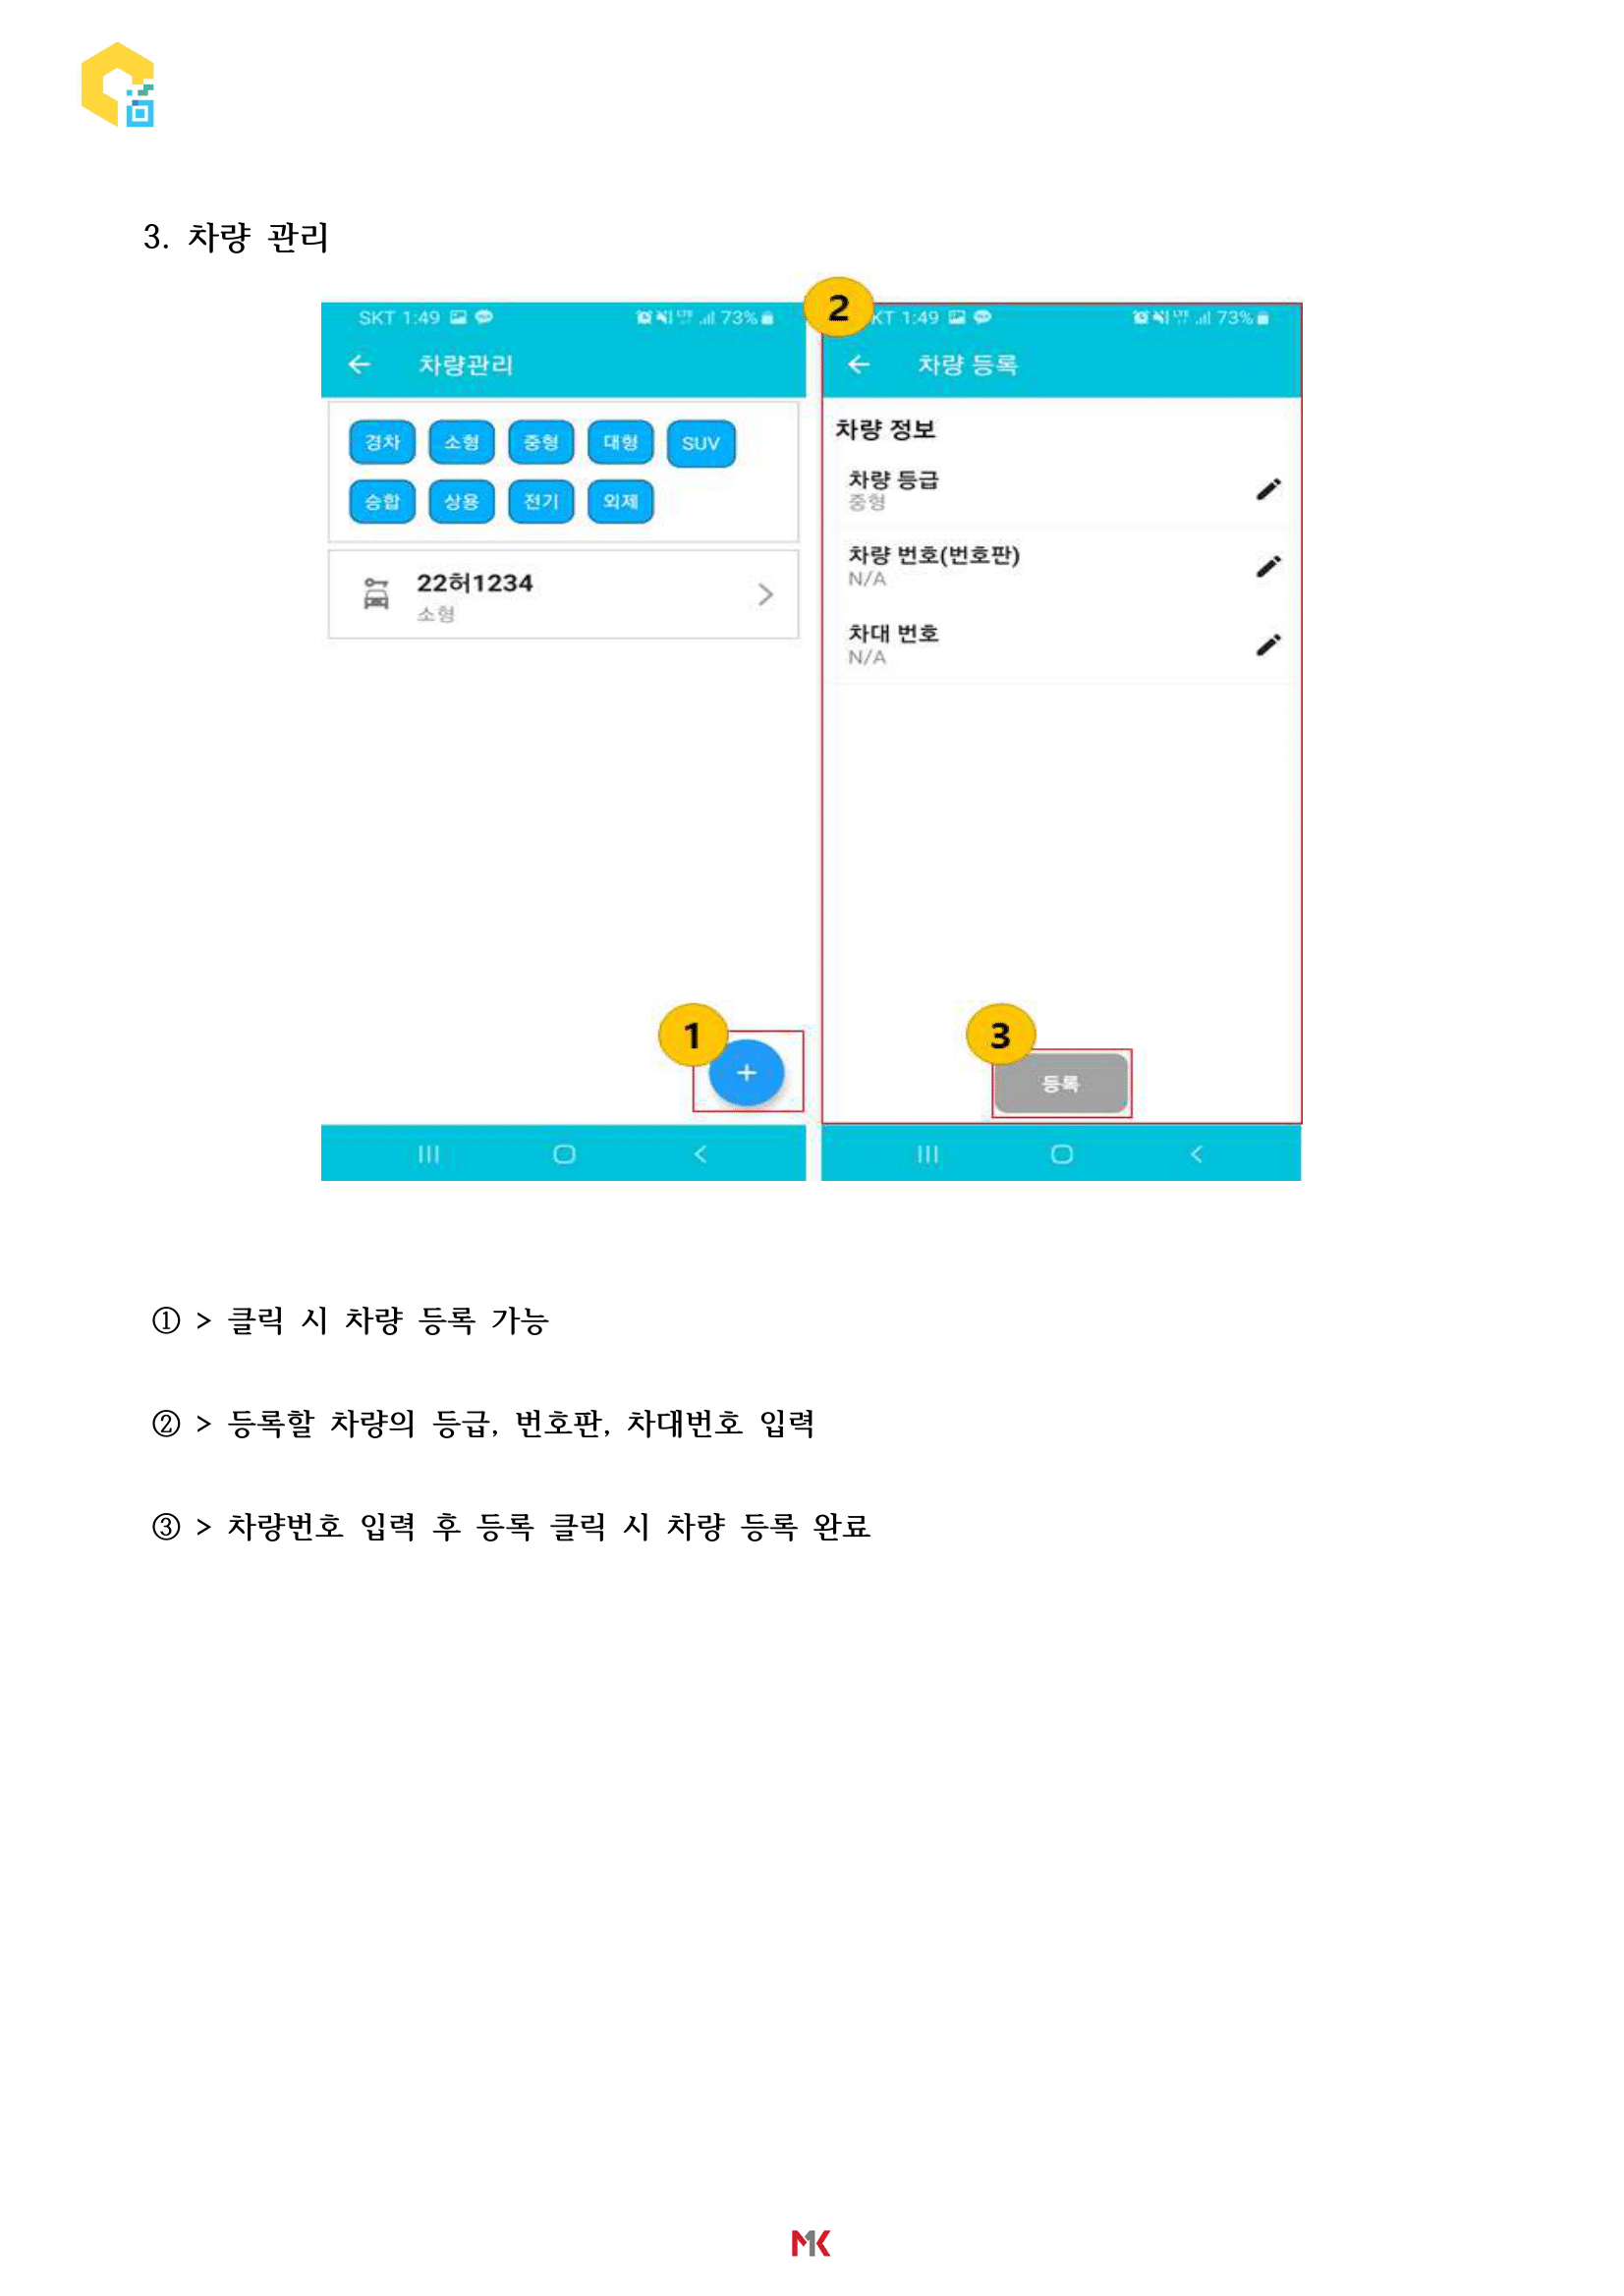 3. 차량 관리
SKT 1:49
LTE 73%
차량관리
경차 소형 중형 대형 SUV
승합 상용 전기 외제
22허1234
소형
1
+
2
KT 1:49
LTE 73%
차량 등록
차량 정보
차량 등급
중형
차량 번호(번호판)
N/A
차대 번호
N/A
3
등록
① > 클릭 시 차량 등록 가능
② > 등록할 차량의 등급, 번호판, 차대번호 입력
③ > 차량번호 입력 후 등록 클릭 시 차량 등록 완료
MK